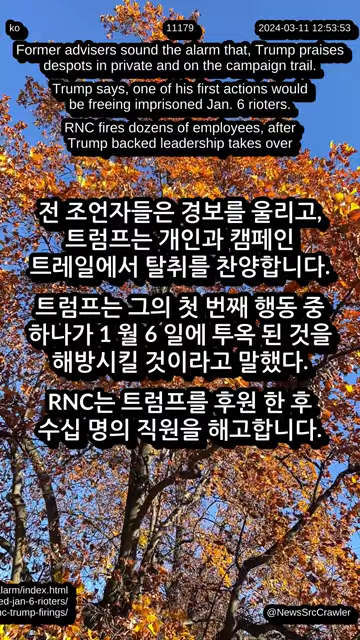 ko
11179
2024-03-11 12:53:53
Former advisers sound the alarm that, Trump praises
despots in private and on the campaign trail.
Trump says, one of his first actions would
be freeing imprisoned Jan. 6 rioters.
RNC fires dozens of employees, after
Trump backed leadership takes over
전 조언자들은 경보를 울리고,
트럼프는 개인과 캠페인
트레일에서 탈취를 찬양합니다.
트럼프는 그의 첫 번째 행동 중
하나가 1 월 6 일에 투옥 된 것을
해방시킬 것이라고 말했다.
RNC는 트럼프를 후원 한 후
수십 명의 직원을 해고합니다.
alarm/index.html
ed-jan-6-rioters/
nc-trump-firings/
@NewsSrcCrawler